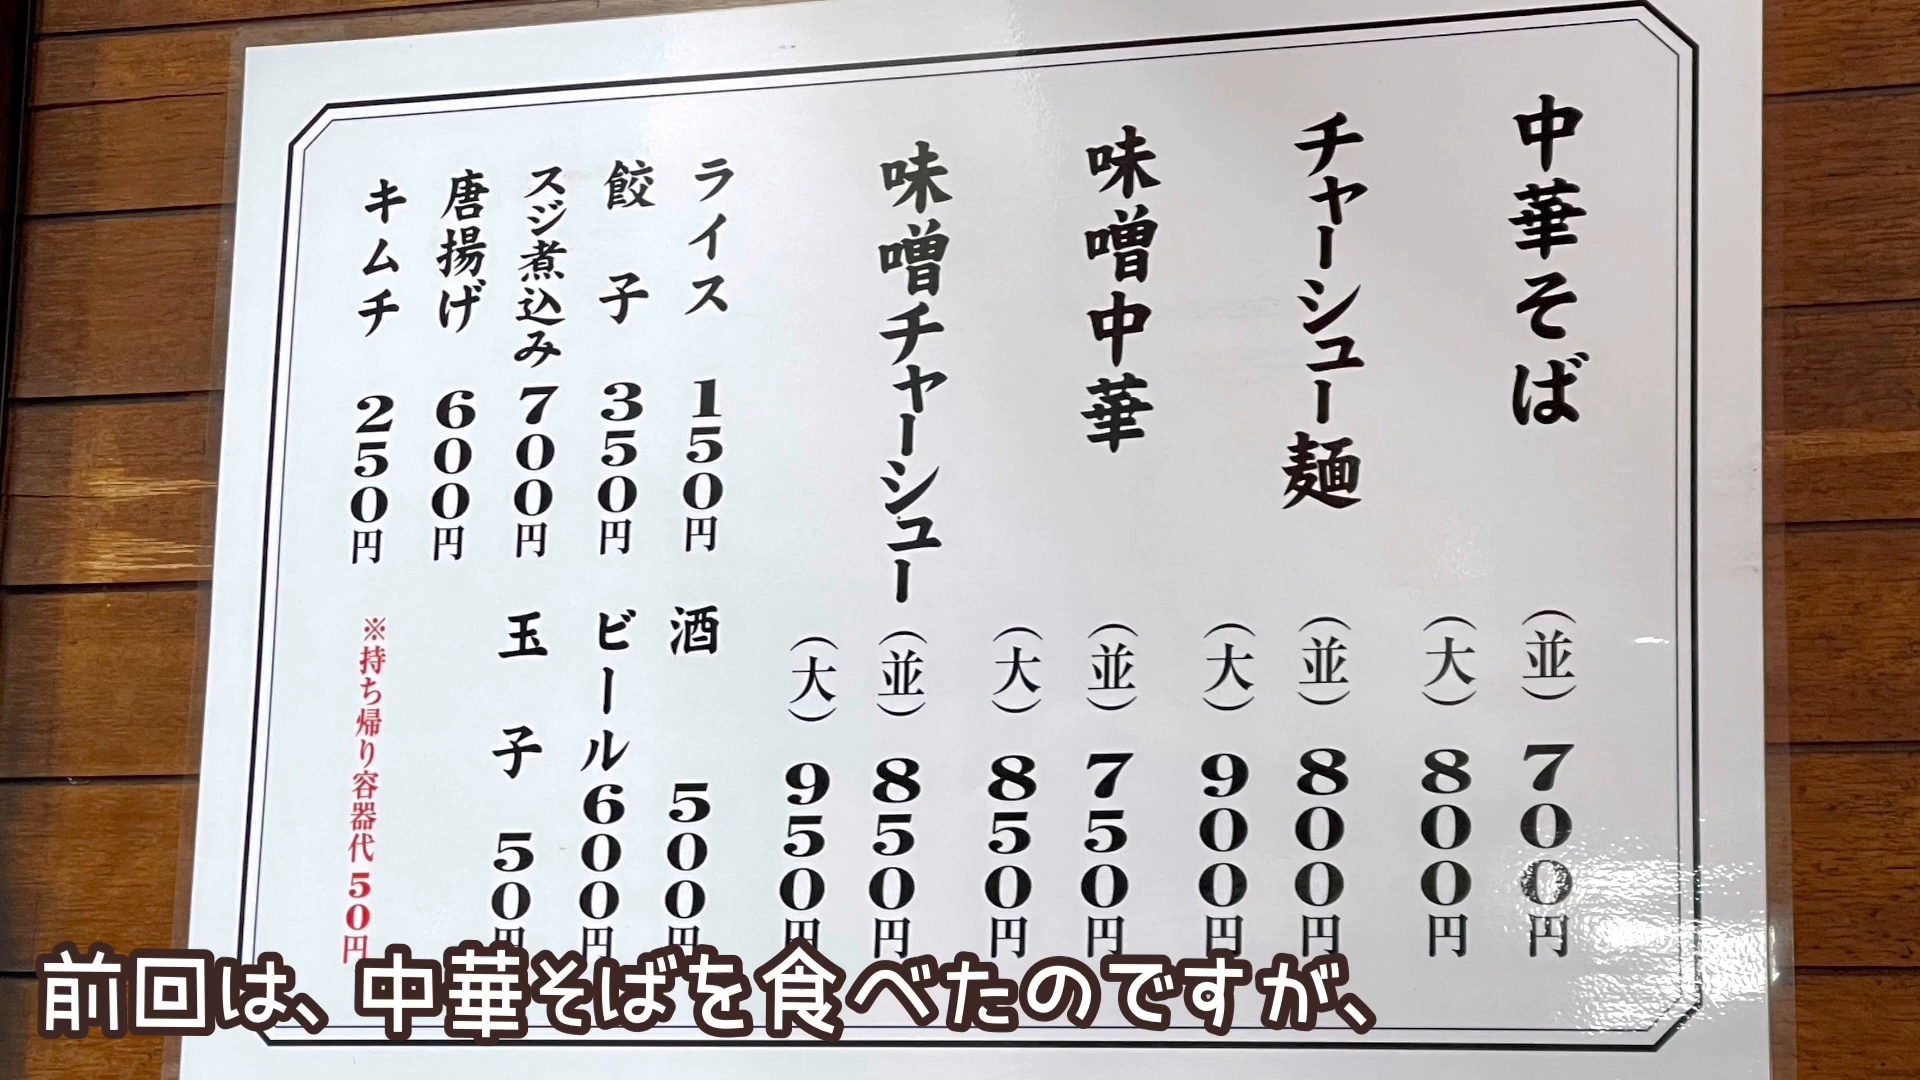 中華そば (並) 700円
(大) 800円
チャーシュー麺 (並) 800円
(大) 900円
味噌中華 (並) 750円
(大) 850円
味噌チャーシュー (並) 850円
(大) 950円
ライス 150円
酒 500円
餃子 350円
ビール 600円
スジ煮込み 700円
玉子 50円
唐揚げ 600円
キムチ 250円
※持ち帰り容器代 50円
前回は、中華そばを食べたのですが、